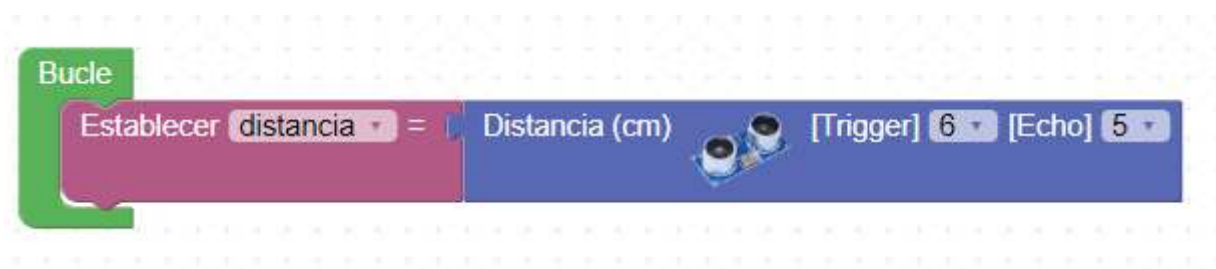 Bucle
Establecer distancia = Distancia (cm) [Trigger] 6 [Echo] 5